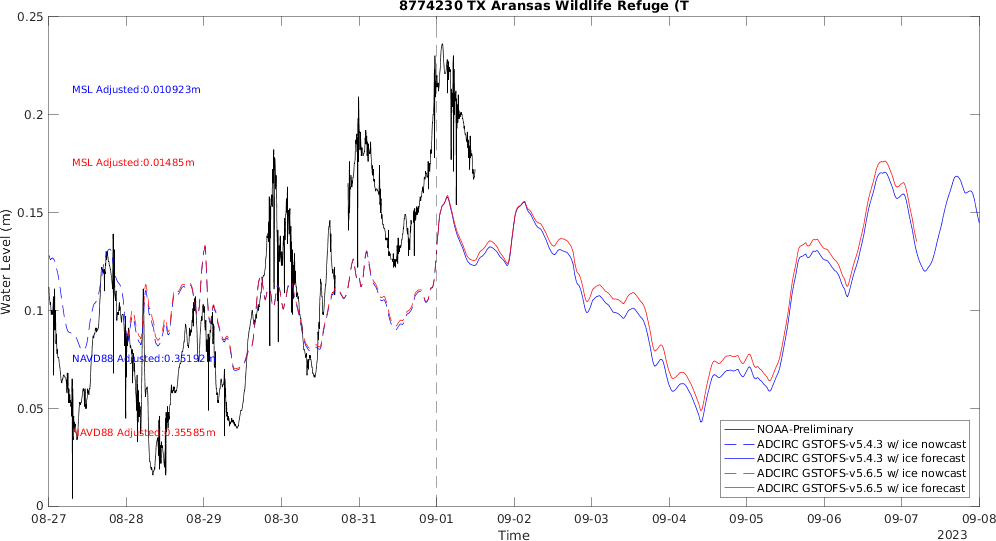 8774230 TX Aransas Wildlife Refuge (T
0.25
0.2
0.15
0.1
0.05
0
Water Level (m)
MSL Adjusted:0.010923m
MSL Adjusted:0.01485m
NAVD88 Adjusted:0.35192m
NAVD88 Adjusted:0.35585m
NOAA-Preliminary
ADCIRC GSTOFS-v5.4.3 w/ ice nowcast
ADCIRC GSTOFS-v5.4.3 w/ ice forecast
ADCIRC GSTOFS-v5.6.5 w/ ice nowcast
ADCIRC GSTOFS-v5.6.5 w/ ice forecast
08-27 08-28 08-29 08-30 08-31 09-01 09-02 09-03 09-04 09-05 09-06 09-07 09-08
Time
2023